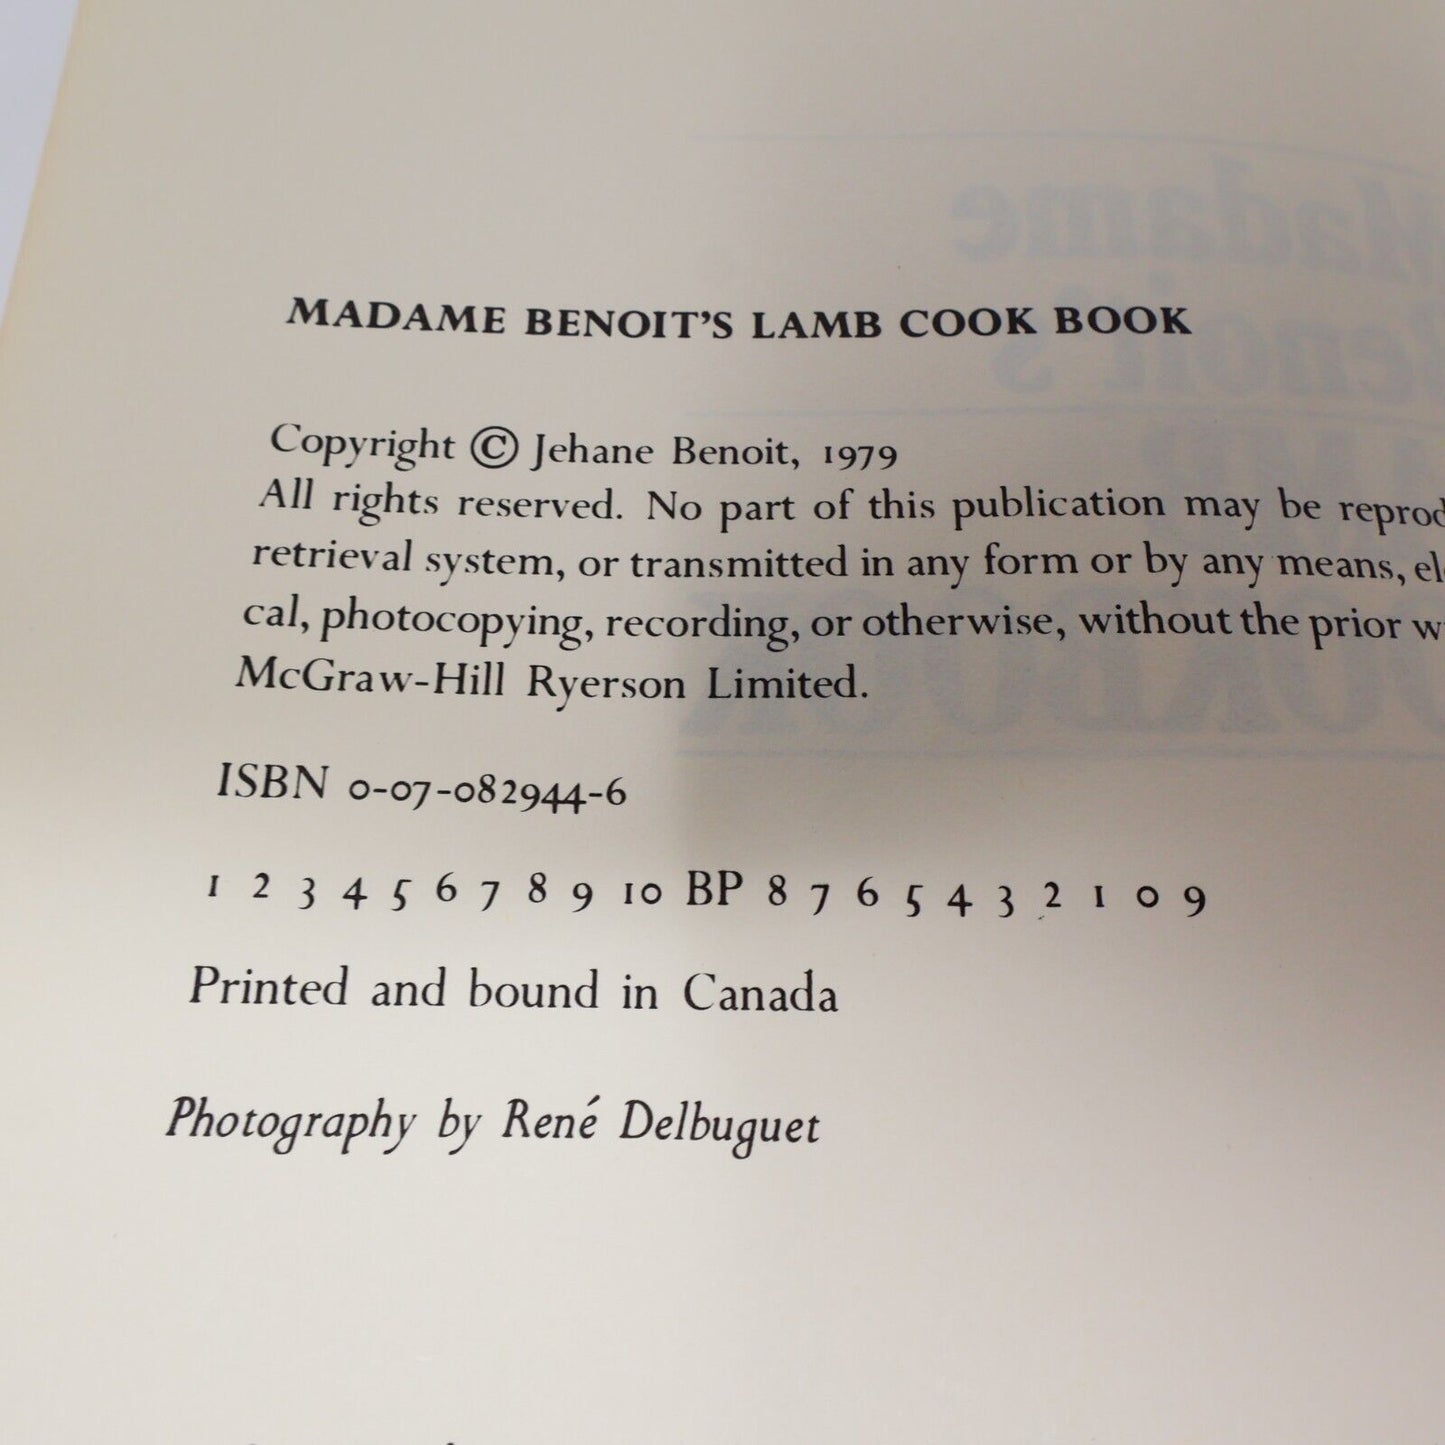 MADAME BENOIT'S LAMB COOK BOOK
Copyright © Jehane Benoit, 1979
All rights reserved. No part of this publication may be reprod
retrieval system, or transmitted in any form or by any means, el
cal, photocopying, recording, or otherwise, without the prior w
McGraw-Hill Ryerson Limited.
ISBN 0-07-082944-6
1 2 3 4 5 6 7 8 9 10 BP 8 7 6 5 4 3 2 1 0 9
Printed and bound in Canada
Photography by René Delbuguet